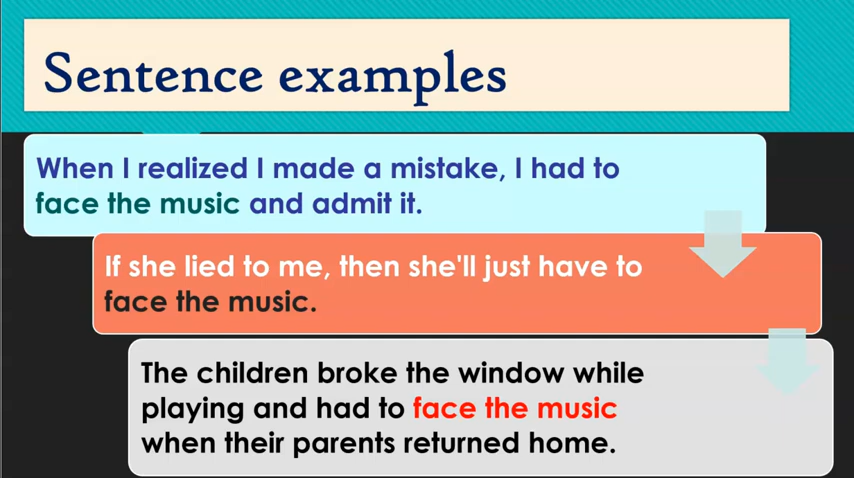 Sentence examples
When I realized I made a mistake, I had to
face the music and admit it.
If she lied to me, then she'll just have to
face the music.
The children broke the window while
playing and had to face the music
when their parents returned home.